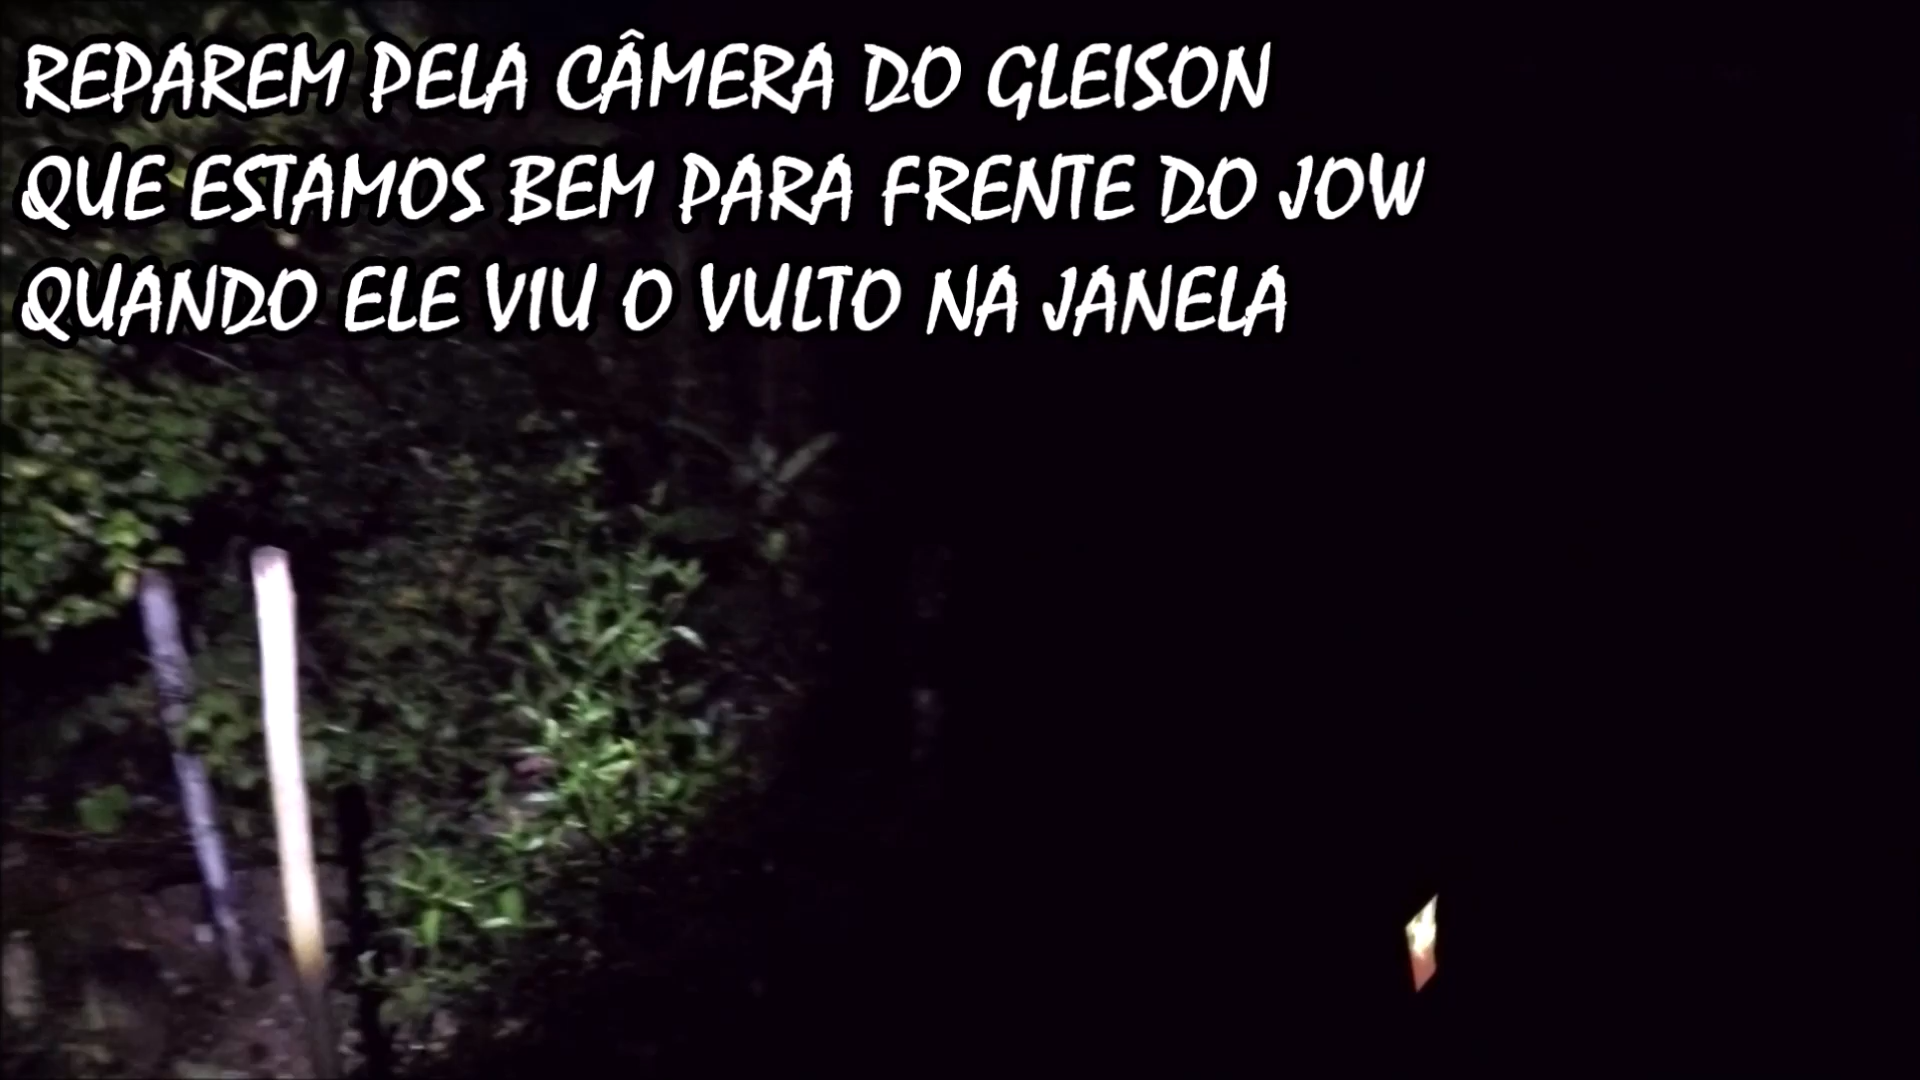 REPAREM PELA CÂMERA DO GLEISON
QUE ESTAMOS BEM PARA FRENTE DO JOW
QUANDO ELE VIU O VULTO NA JANELA